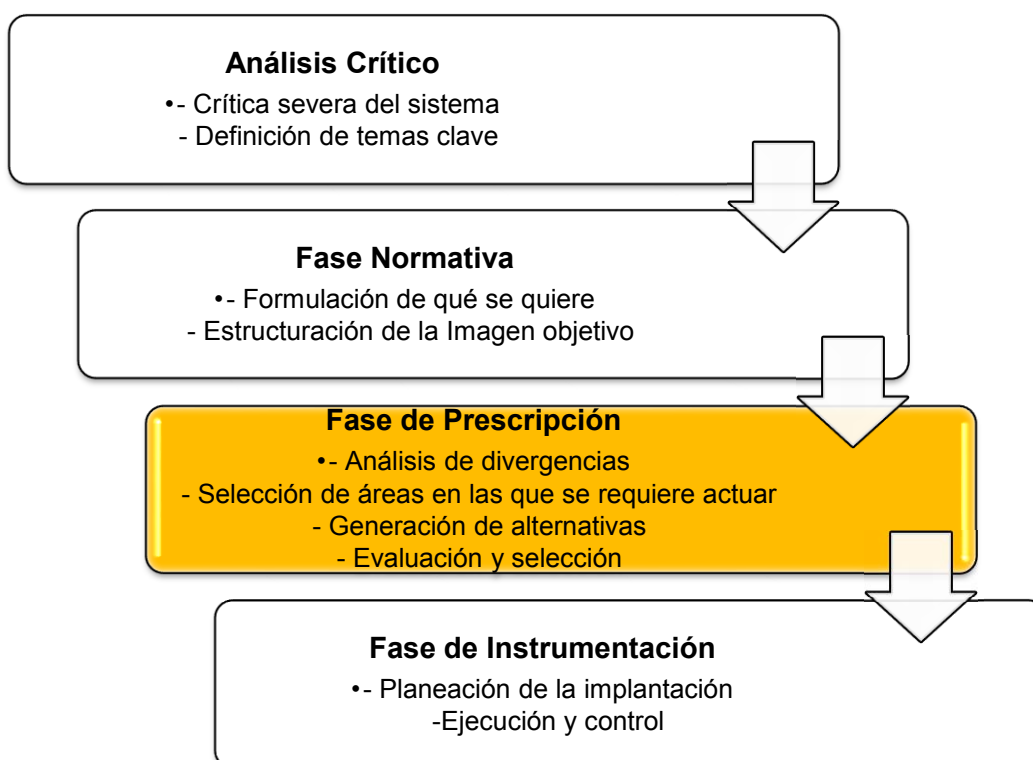 Análisis Crítico
•- Crítica severa del sistema
- Definición de temas clave
Fase Normativa
•- Formulación de qué se quiere
- Estructuración de la Imagen objetivo
Fase de Prescripción
•- Análisis de divergencias
- Selección de áreas en las que se requiere actuar
- Generación de alternativas
- Evaluación y selección
Fase de Instrumentación
•- Planeación de la implantación
-Ejecución y control